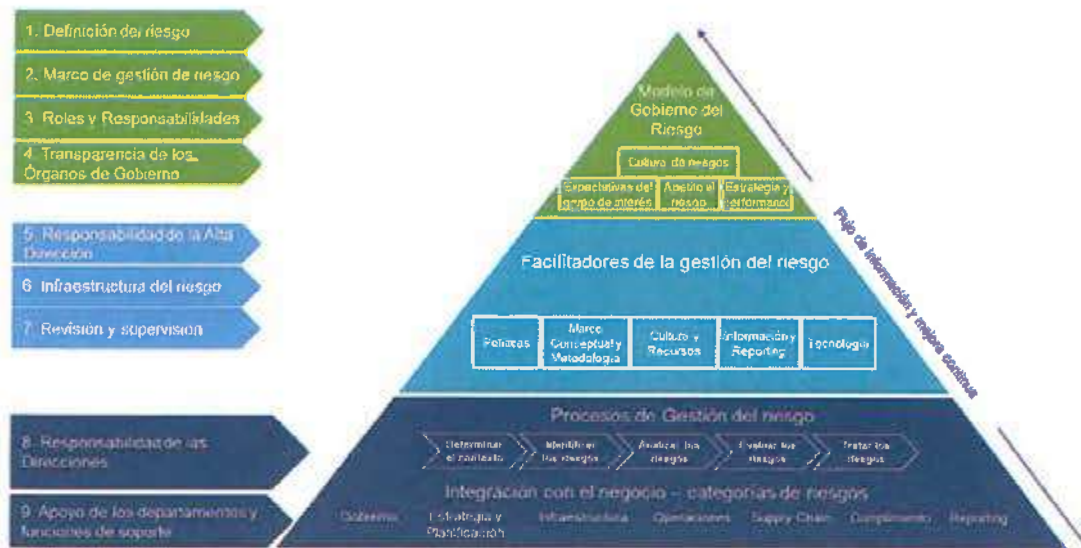 1. Definición del riesgo
2. Marco de gestión de riesgo
3. Roles y Responsabilidades
4. Transparencia de los
Órganos de Gobierno
5. Responsabilidad de la Alta
Dirección
6. Infraestructura del riesgo
7. Revisión y supervisión
8. Responsabilidad de las
Direcciones
9. Apoyo de los departamentos y
funciones de soporte
Modelo de
Gobierno del
Riesgo
Cultura de riesgos
Expectativas del
grupo de interés
Apetito al
riesgo
Estrategia y
performance
Facilitadores de la gestión del riesgo
Políticas
Marco
Conceptual y
Metodología
Cultura y
Recursos
Información y
Reporting
Tecnología
Procesos de Gestión del riesgo
Determinar
el contexto
Identificar
los riesgos
Analizar los
riesgos
Evaluar los
riesgos
Tratar los
riesgos
Integración con el negocio – categorías de riesgos
Gobierno
Estrategia y
Planificación
Infraestructura
Operaciones
Supply Chain
Cumplimiento
Reporting
Flujo de información y mejora continua